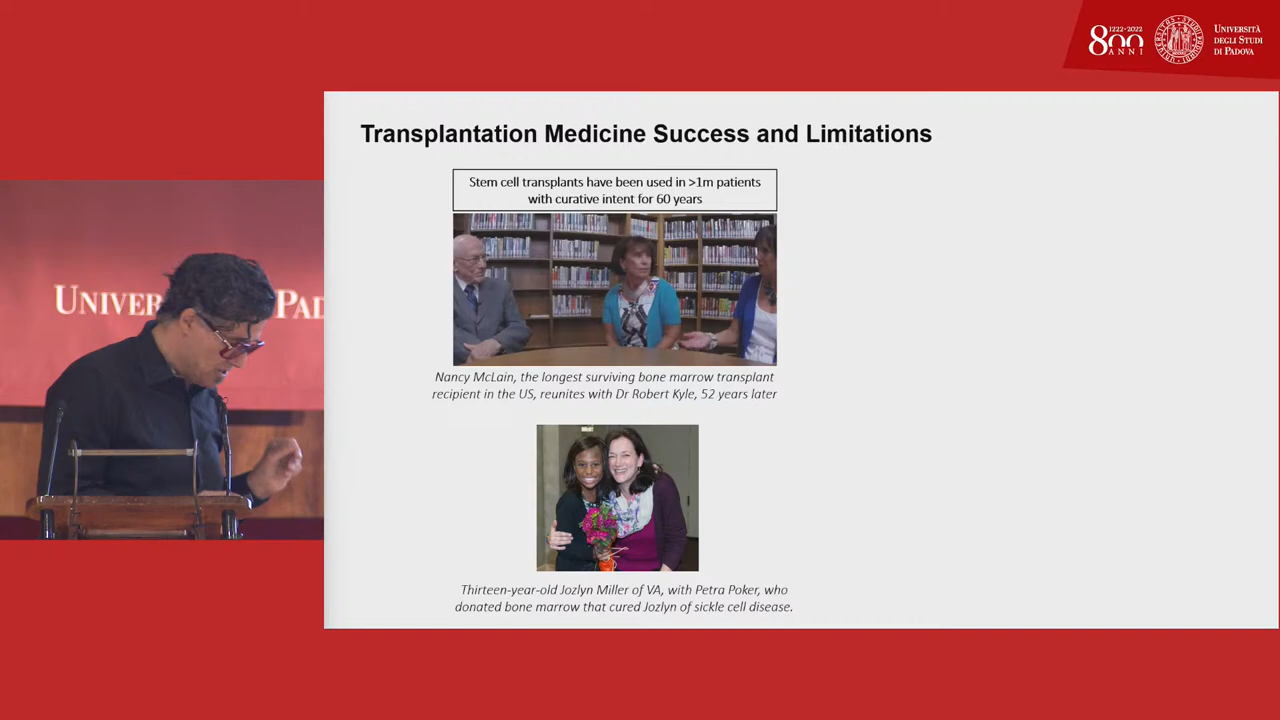 1222-2022
800
ANNI
UNIVERSITÀ
DEGLI STUDI
DI PADOVA
Transplantation Medicine Success and Limitations
Stem cell transplants have been used in >1m patients
with curative intent for 60 years
UNIVER
PAD
Nancy McLain, the longest surviving bone marrow transplant
recipient in the US, reunites with Dr Robert Kyle, 52 years later
Thirteen-year-old Jozlyn Miller of VA, with Petra Poker, who
donated bone marrow that cured Jozlyn of sickle cell disease.